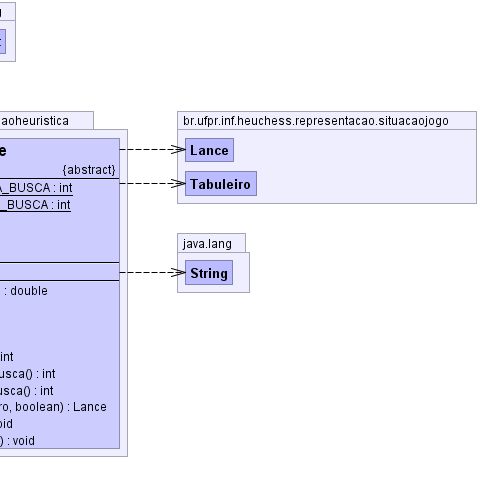 aoheuristica
br.ufpr.inf.heuchess.representacao.situacaojogo
e
Lance
{abstract}
Tabuleiro
A_BUSCA : int
_BUSCA : int
java.lang
String
: double
int
usca() : int
usca() : int
ro, boolean) : Lance
oid
) : void